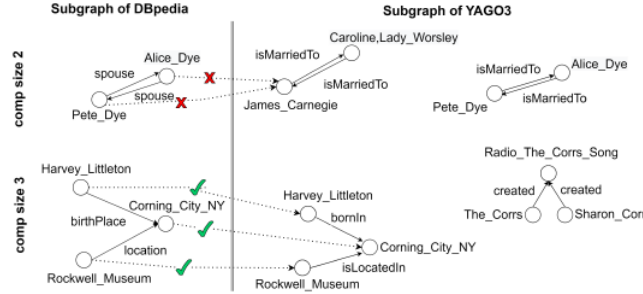 Subgraph of DBpedia
Subgraph of YAGO3
comp size 2
Alice_Dye
spouse
spouse
Pete_Dye
Caroline,Lady_Worsley
isMarriedTo
isMarriedTo
James_Carnegie
isMarriedTo
Alice_Dye
Pete_Dye
isMarriedTo
comp size 3
Harvey_Littleton
Corning_City_NY
birthPlace
location
Rockwell_Museum
Harvey_Littleton
bornIn
Corning_City_NY
isLocatedIn
Rockwell_Museum
Radio_The_Corrs_Song
created
created
The_Corrs
Sharon_Corr